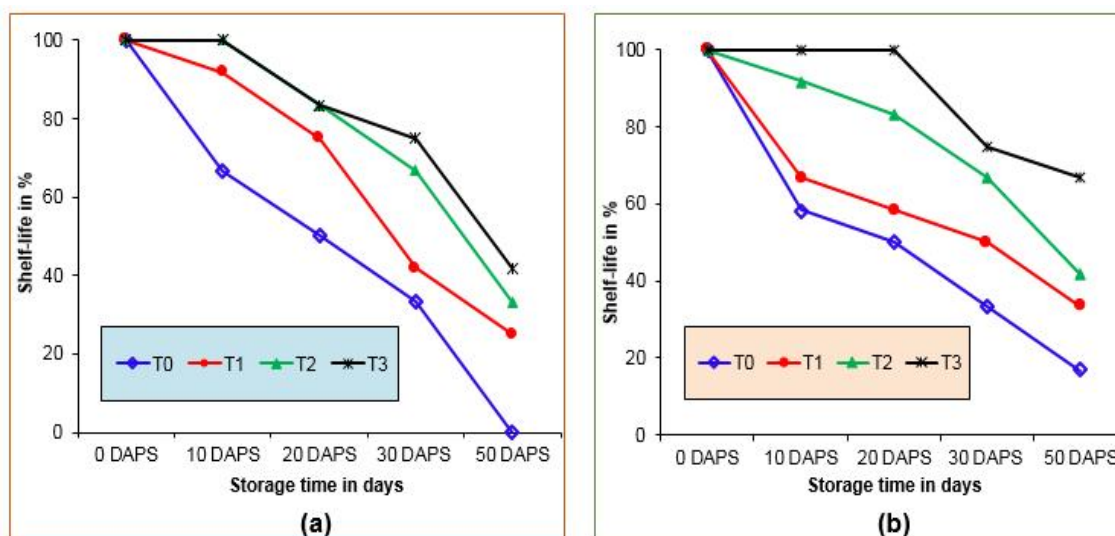 Shelf-life in %
100
80
60
40
20
0
T0 T1 T2 T3
0 DAPS 10 DAPS 20 DAPS 30 DAPS 50 DAPS
Storage time in days
(a)
Shelf-life in %
100
80
60
40
20
0
T0 T1 T2 T3
0 DAPS 10 DAPS 20 DAPS 30 DAPS 50 DAPS
Storage time in days
(b)